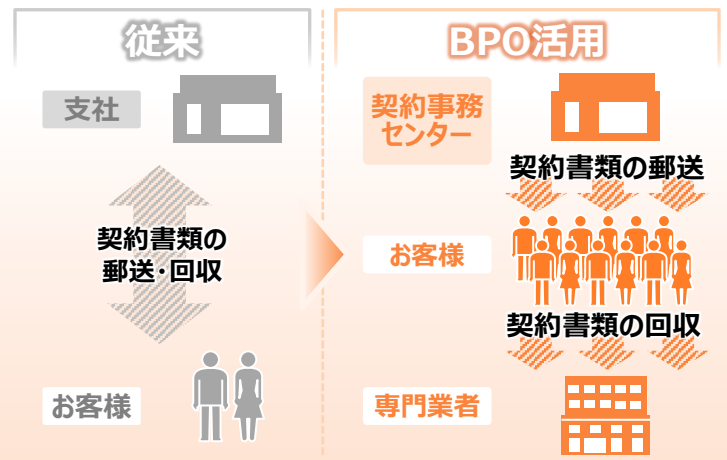 従来
支社
契約書類の
郵送・回収
お客様
BPO活用
契約事務
センター
契約書類の郵送
お客様
契約書類の回収
専門業者